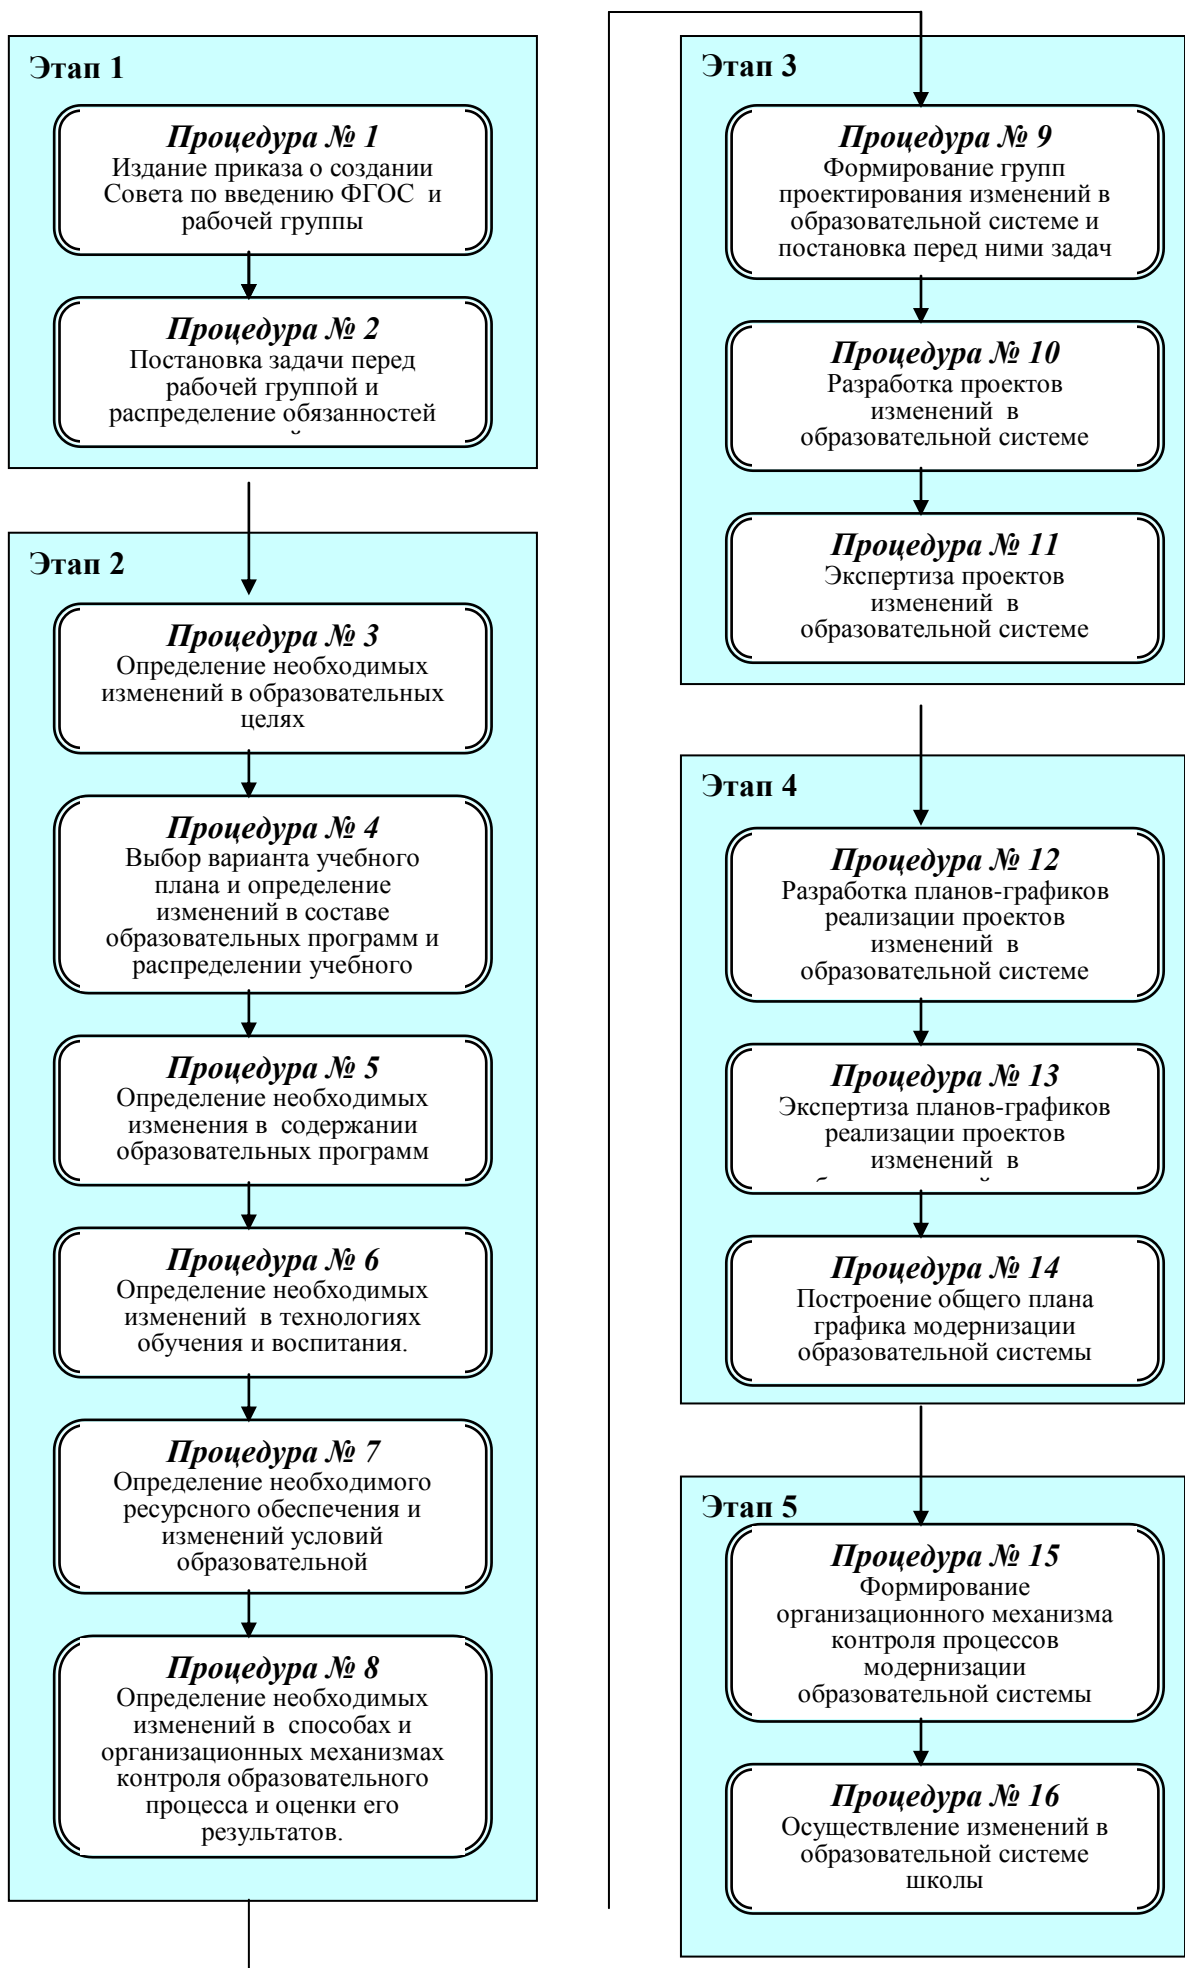 Этап 1
Процедура № 1
Издание приказа о создании
Совета по введению ФГОС и
рабочей группы
Процедура № 2
Постановка задачи перед
рабочей группой и
распределение обязанностей
Этап 2
Процедура № 3
Определение необходимых
изменений в образовательных
целях
Процедура № 4
Выбор варианта учебного
плана и определение
изменений в составе
образовательных программ и
распределении учебного
Процедура № 5
Определение необходимых
изменения в содержании
образовательных программ
Процедура № 6
Определение необходимых
изменений в технологиях
обучения и воспитания.
Процедура № 7
Определение необходимого
ресурсного обеспечения и
изменений условий
образовательной
Процедура № 8
Определение необходимых
изменений в способах и
организационных механизмах
контроля образовательного
процесса и оценки его
результатов.
Этап 3
Процедура № 9
Формирование групп
проектирования изменений в
образовательной системе и
постановка перед ними задач
Процедура № 10
Разработка проектов
изменений в
образовательной системе
Процедура № 11
Экспертиза проектов
изменений в
образовательной системе
Этап 4
Процедура № 12
Разработка планов-графиков
реализации проектов
изменений в
образовательной системе
Процедура № 13
Экспертиза планов-графиков
реализации проектов
изменений в
Процедура № 14
Построение общего плана
графика модернизации
образовательной системы
Этап 5
Процедура № 15
Формирование
организационного механизма
контроля процессов
модернизации
образовательной системы
Процедура № 16
Осуществление изменений в
образовательной системе
школы